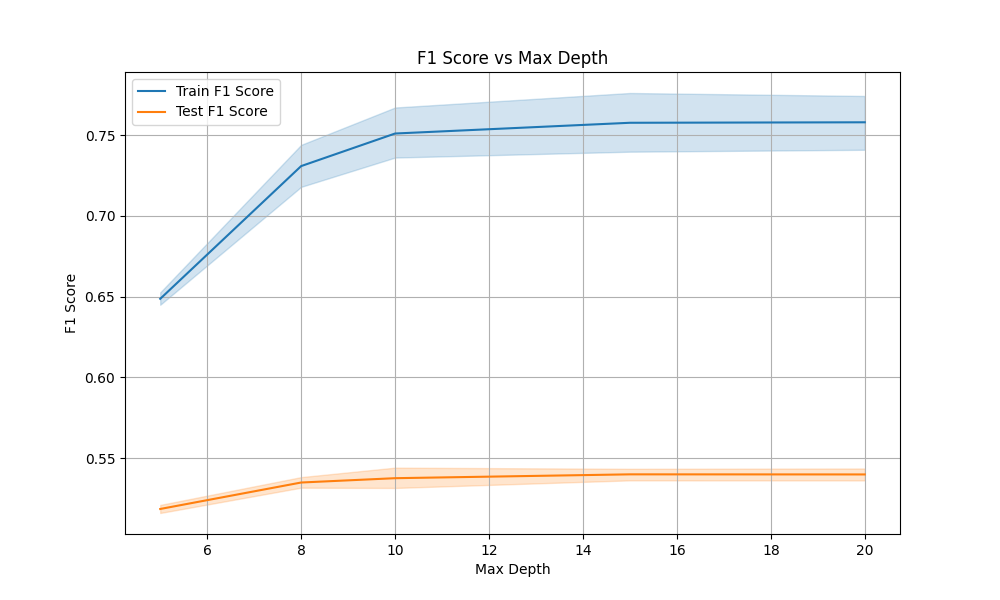 F1 Score vs Max Depth
Train F1 Score
Test F1 Score
F1 Score
0.75
0.70
0.65
0.60
0.55
6 8 10 12 14 16 18 20
Max Depth